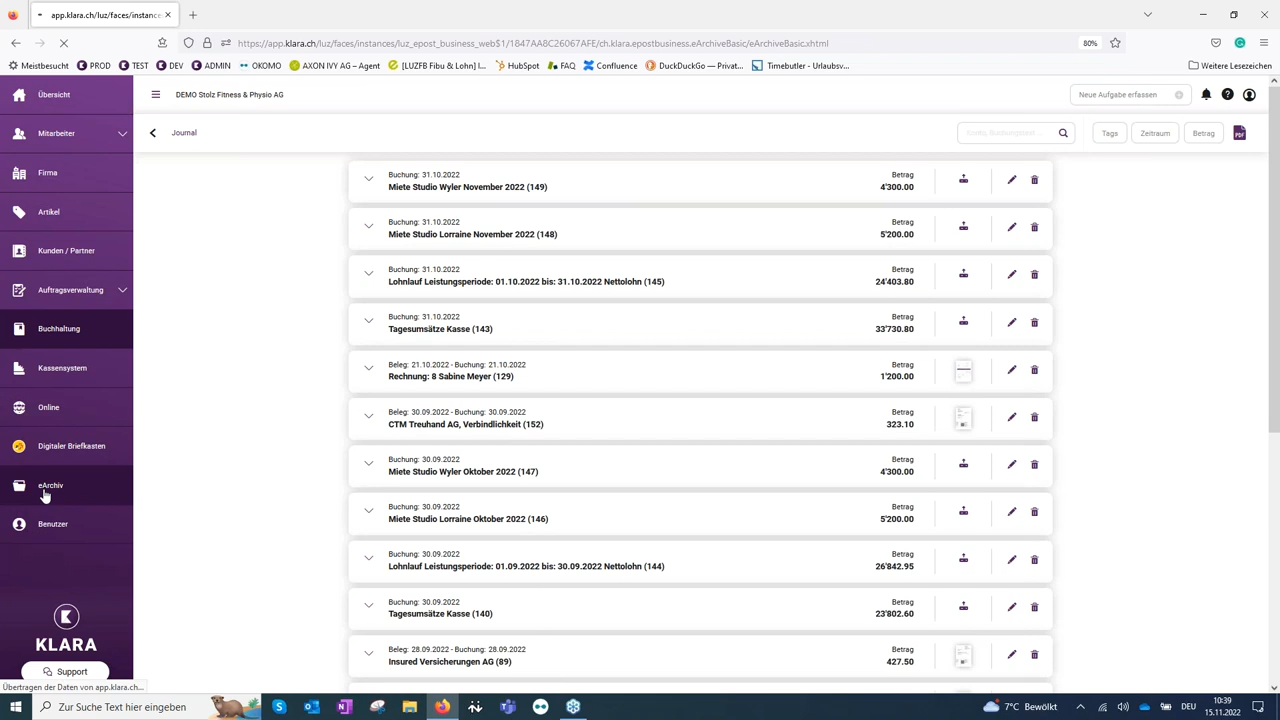 app.klara.ch/luz/faces/instance
https://app.klara.ch/luz/faces/instances/luz_epost_business_web$11847AA8C2E567AFE/ch.klara.epostbusiness.eArchiveBasic/eArchiveBasic.xhtml
80%
Meistbesucht
PROD
TEST
DEV
ADMIN
OKOMO
AXON IVY AG – Agent
[LUZFB Fibu & Lohn] I...
HubSpot
FAQ
Confluence
DuckDuckGo — Privat...
Timebutler - Urlaubsv...
Weitere Lesezeichen
Übersicht
Mitarbeiter
Firma
Artikel
Kunden / Partner
Auftragsverwaltung
Buchhaltung
Kassensystem
Online
Digitaler Briefkasten
eArchiv
Benutzer
KLARA
Support
Übertragen der Daten von app.klara.ch...
DEMO Stolz Fitness & Physio AG
Neue Aufgabe erfassen
Journal
Konto, Buchungstext ...
Tags
Zeitraum
Betrag
PDF
Buchung: 31.10.2022
Betrag
Miete Studio Wyler November 2022 (149)
4'300.00
Buchung: 31.10.2022
Betrag
Miete Studio Lorraine November 2022 (148)
5'200.00
Buchung: 31.10.2022
Betrag
Lohnlauf Leistungsperiode: 01.10.2022 bis: 31.10.2022 Nettolohn (145)
24'403.80
Buchung: 31.10.2022
Betrag
Tagesumsätze Kasse (143)
33'730.80
Beleg: 21.10.2022 - Buchung: 21.10.2022
Betrag
Rechnung: 8 Sabine Meyer (129)
1'200.00
Beleg: 30.09.2022 - Buchung: 30.09.2022
Betrag
CTM Treuhand AG, Verbindlichkeit (152)
323.10
Buchung: 30.09.2022
Betrag
Miete Studio Wyler Oktober 2022 (147)
4'300.00
Buchung: 30.09.2022
Betrag
Miete Studio Lorraine Oktober 2022 (146)
5'200.00
Buchung: 30.09.2022
Betrag
Lohnlauf Leistungsperiode: 01.09.2022 bis: 30.09.2022 Nettolohn (144)
26'842.95
Buchung: 30.09.2022
Betrag
Tagesumsätze Kasse (140)
23'802.60
Beleg: 28.09.2022 - Buchung: 28.09.2022
Betrag
Insured Versicherungen AG (89)
427.50
Zur Suche Text hier eingeben
7°C Bewölkt
10:39
15.11.2022